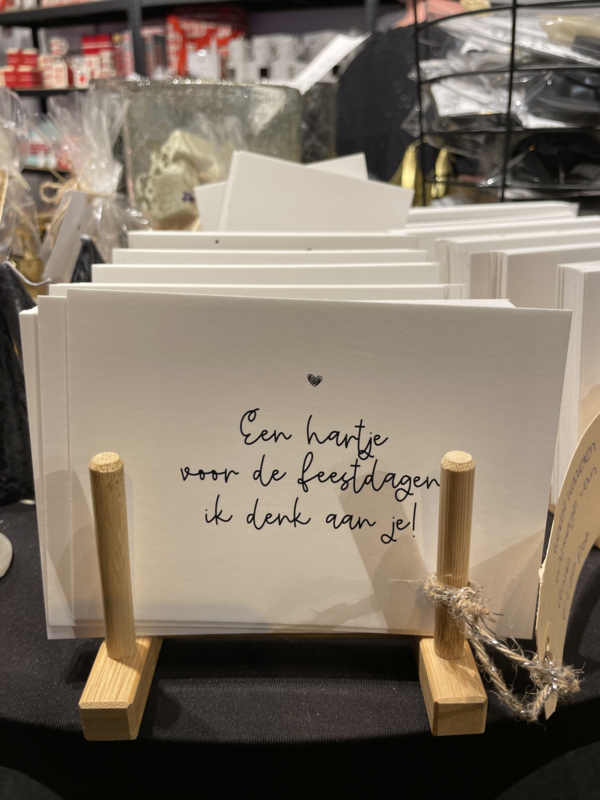 Een hartje
voor de feestdagen
ik denk aan je!